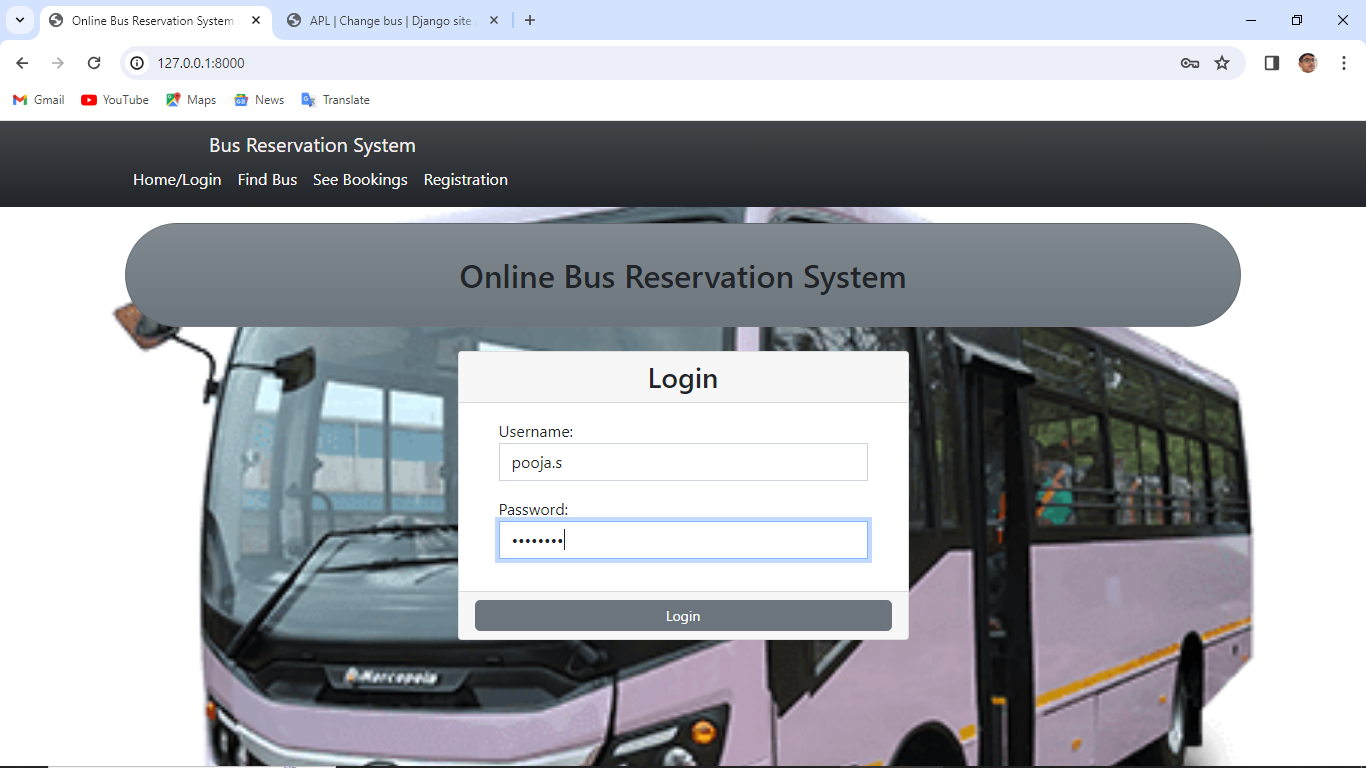 Online Bus Reservation System
APL | Change bus | Django site
127.0.0.1:8000
Gmail YouTube Maps News Translate
Bus Reservation System
Home/Login Find Bus See Bookings Registration
Online Bus Reservation System
Login
Username:
pooja.s
Password:
••••••••
Login
Marcopolo